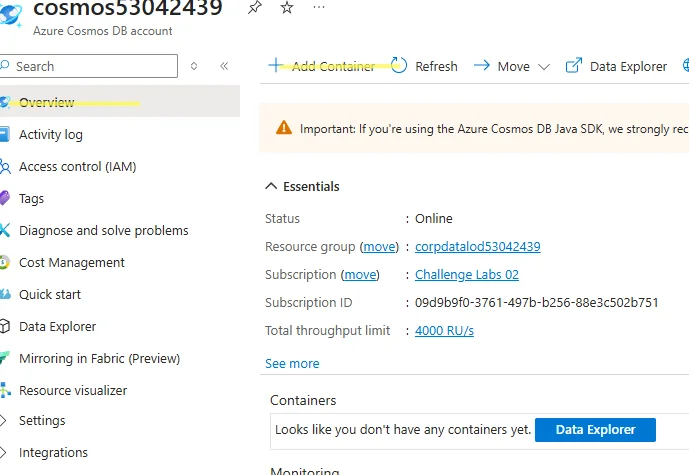 cosmos53042439
Azure Cosmos DB account
Search
Add Container Refresh Move Data Explorer
Overview
Activity log
Access control (IAM)
Tags
Diagnose and solve problems
Cost Management
Quick start
Data Explorer
Mirroring in Fabric (Preview)
Resource visualizer
Settings
Integrations
Important: If you're using the Azure Cosmos DB Java SDK, we strongly rec
Essentials
Status : Online
Resource group (move) : corpdatalod53042439
Subscription (move) : Challenge Labs 02
Subscription ID : 09d9b9f0-3761-497b-b256-88e3c502b751
Total throughput limit : 4000 RU/s
See more
Containers
Looks like you don't have any containers yet. Data Explorer
Monitoring